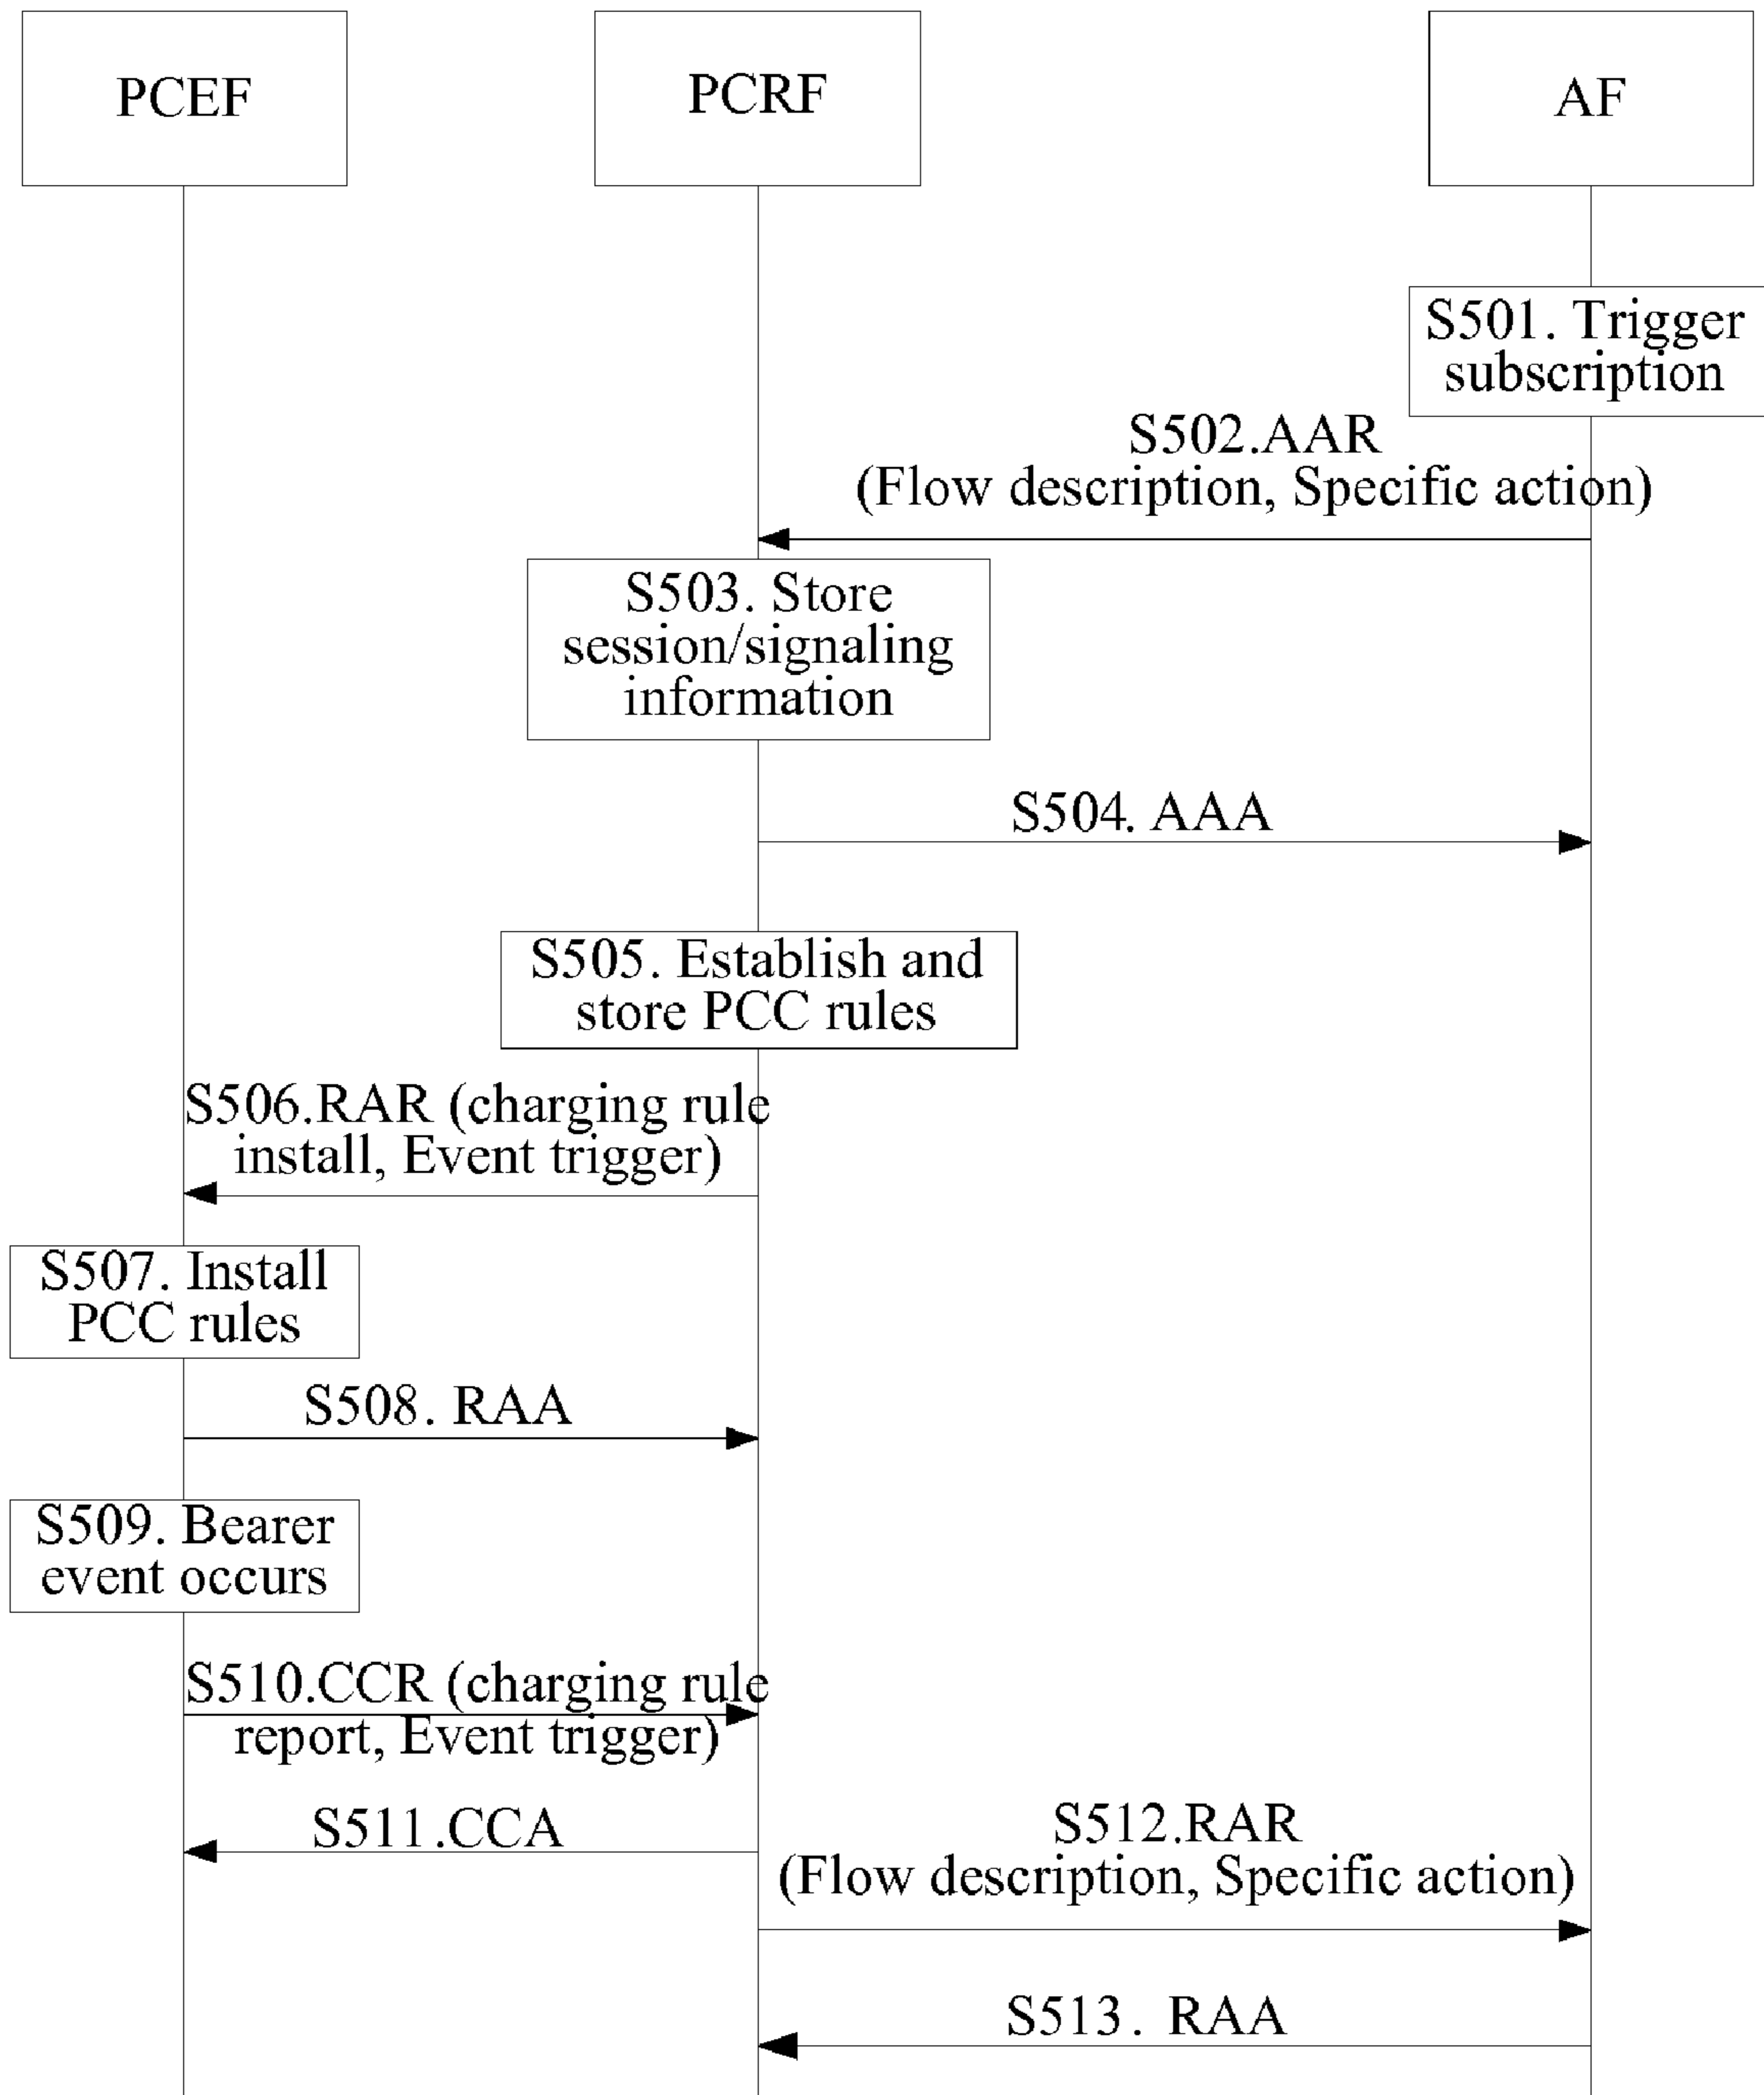 PCEF
PCRF
AF
S501. Trigger
subscription
S502.AAR
(Flow description, Specific action)
S503. Store
session/signaling
information
S504. AAA
S505. Establish and
store PCC rules
S506.RAR (charging rule
install, Event trigger)
S507. Install
PCC rules
S508. RAA
S509. Bearer
event occurs
S510.CCR (charging rule
report, Event trigger)
S511.CCA
S512.RAR
(Flow description, Specific action)
S513. RAA